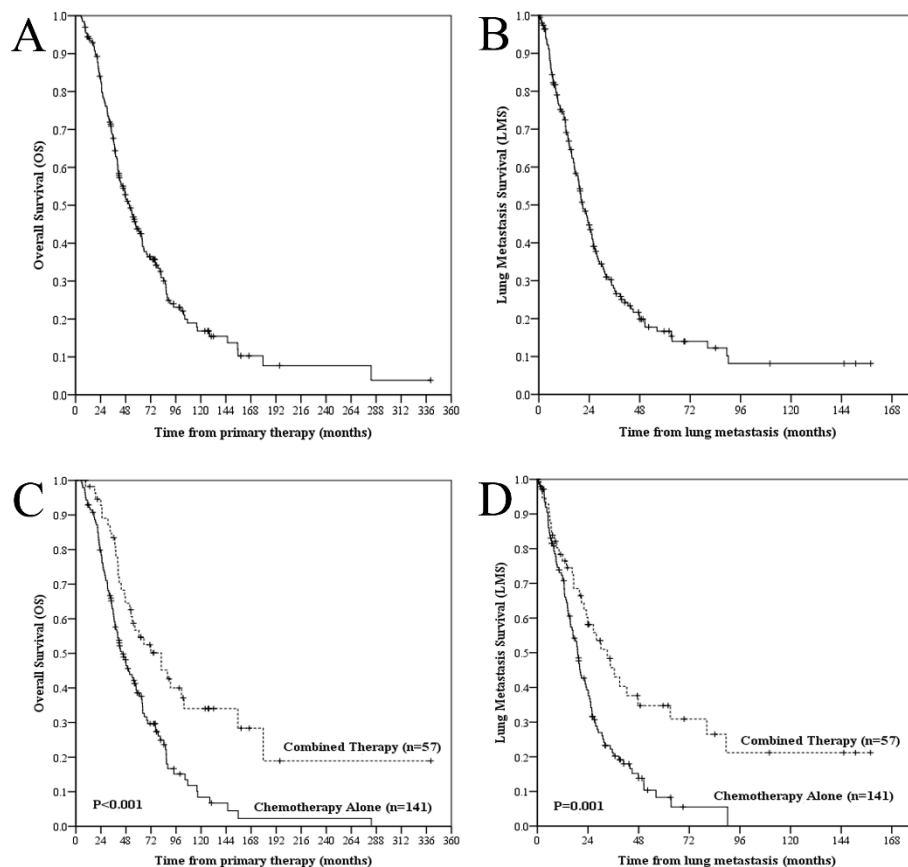 A
Overall Survival (OS)
1.0
0.9
0.8
0.7
0.6
0.5
0.4
0.3
0.2
0.1
0.0
0 24 48 72 96 120 144 168 192 216 240 264 288 312 336 360
Time from primary therapy (months)
B
Lung Metastasis Survival (LMS)
1.0
0.9
0.8
0.7
0.6
0.5
0.4
0.3
0.2
0.1
0.0
0 24 48 72 96 120 144 168
Time from lung metastasis (months)
C
Overall Survival (OS)
1.0
0.9
0.8
0.7
0.6
0.5
0.4
0.3
0.2
0.1
0.0
Combined Therapy (n=57)
P<0.001
Chemotherapy Alone (n=141)
0 24 48 72 96 120 144 168 192 216 240 264 288 312 336 360
Time from primary therapy (months)
D
Lung Metastasis Survival (LMS)
1.0
0.9
0.8
0.7
0.6
0.5
0.4
0.3
0.2
0.1
0.0
Combined Therapy (n=57)
P=0.001
Chemotherapy Alone (n=141)
0 24 48 72 96 120 144 168
Time from lung metastasis (months)